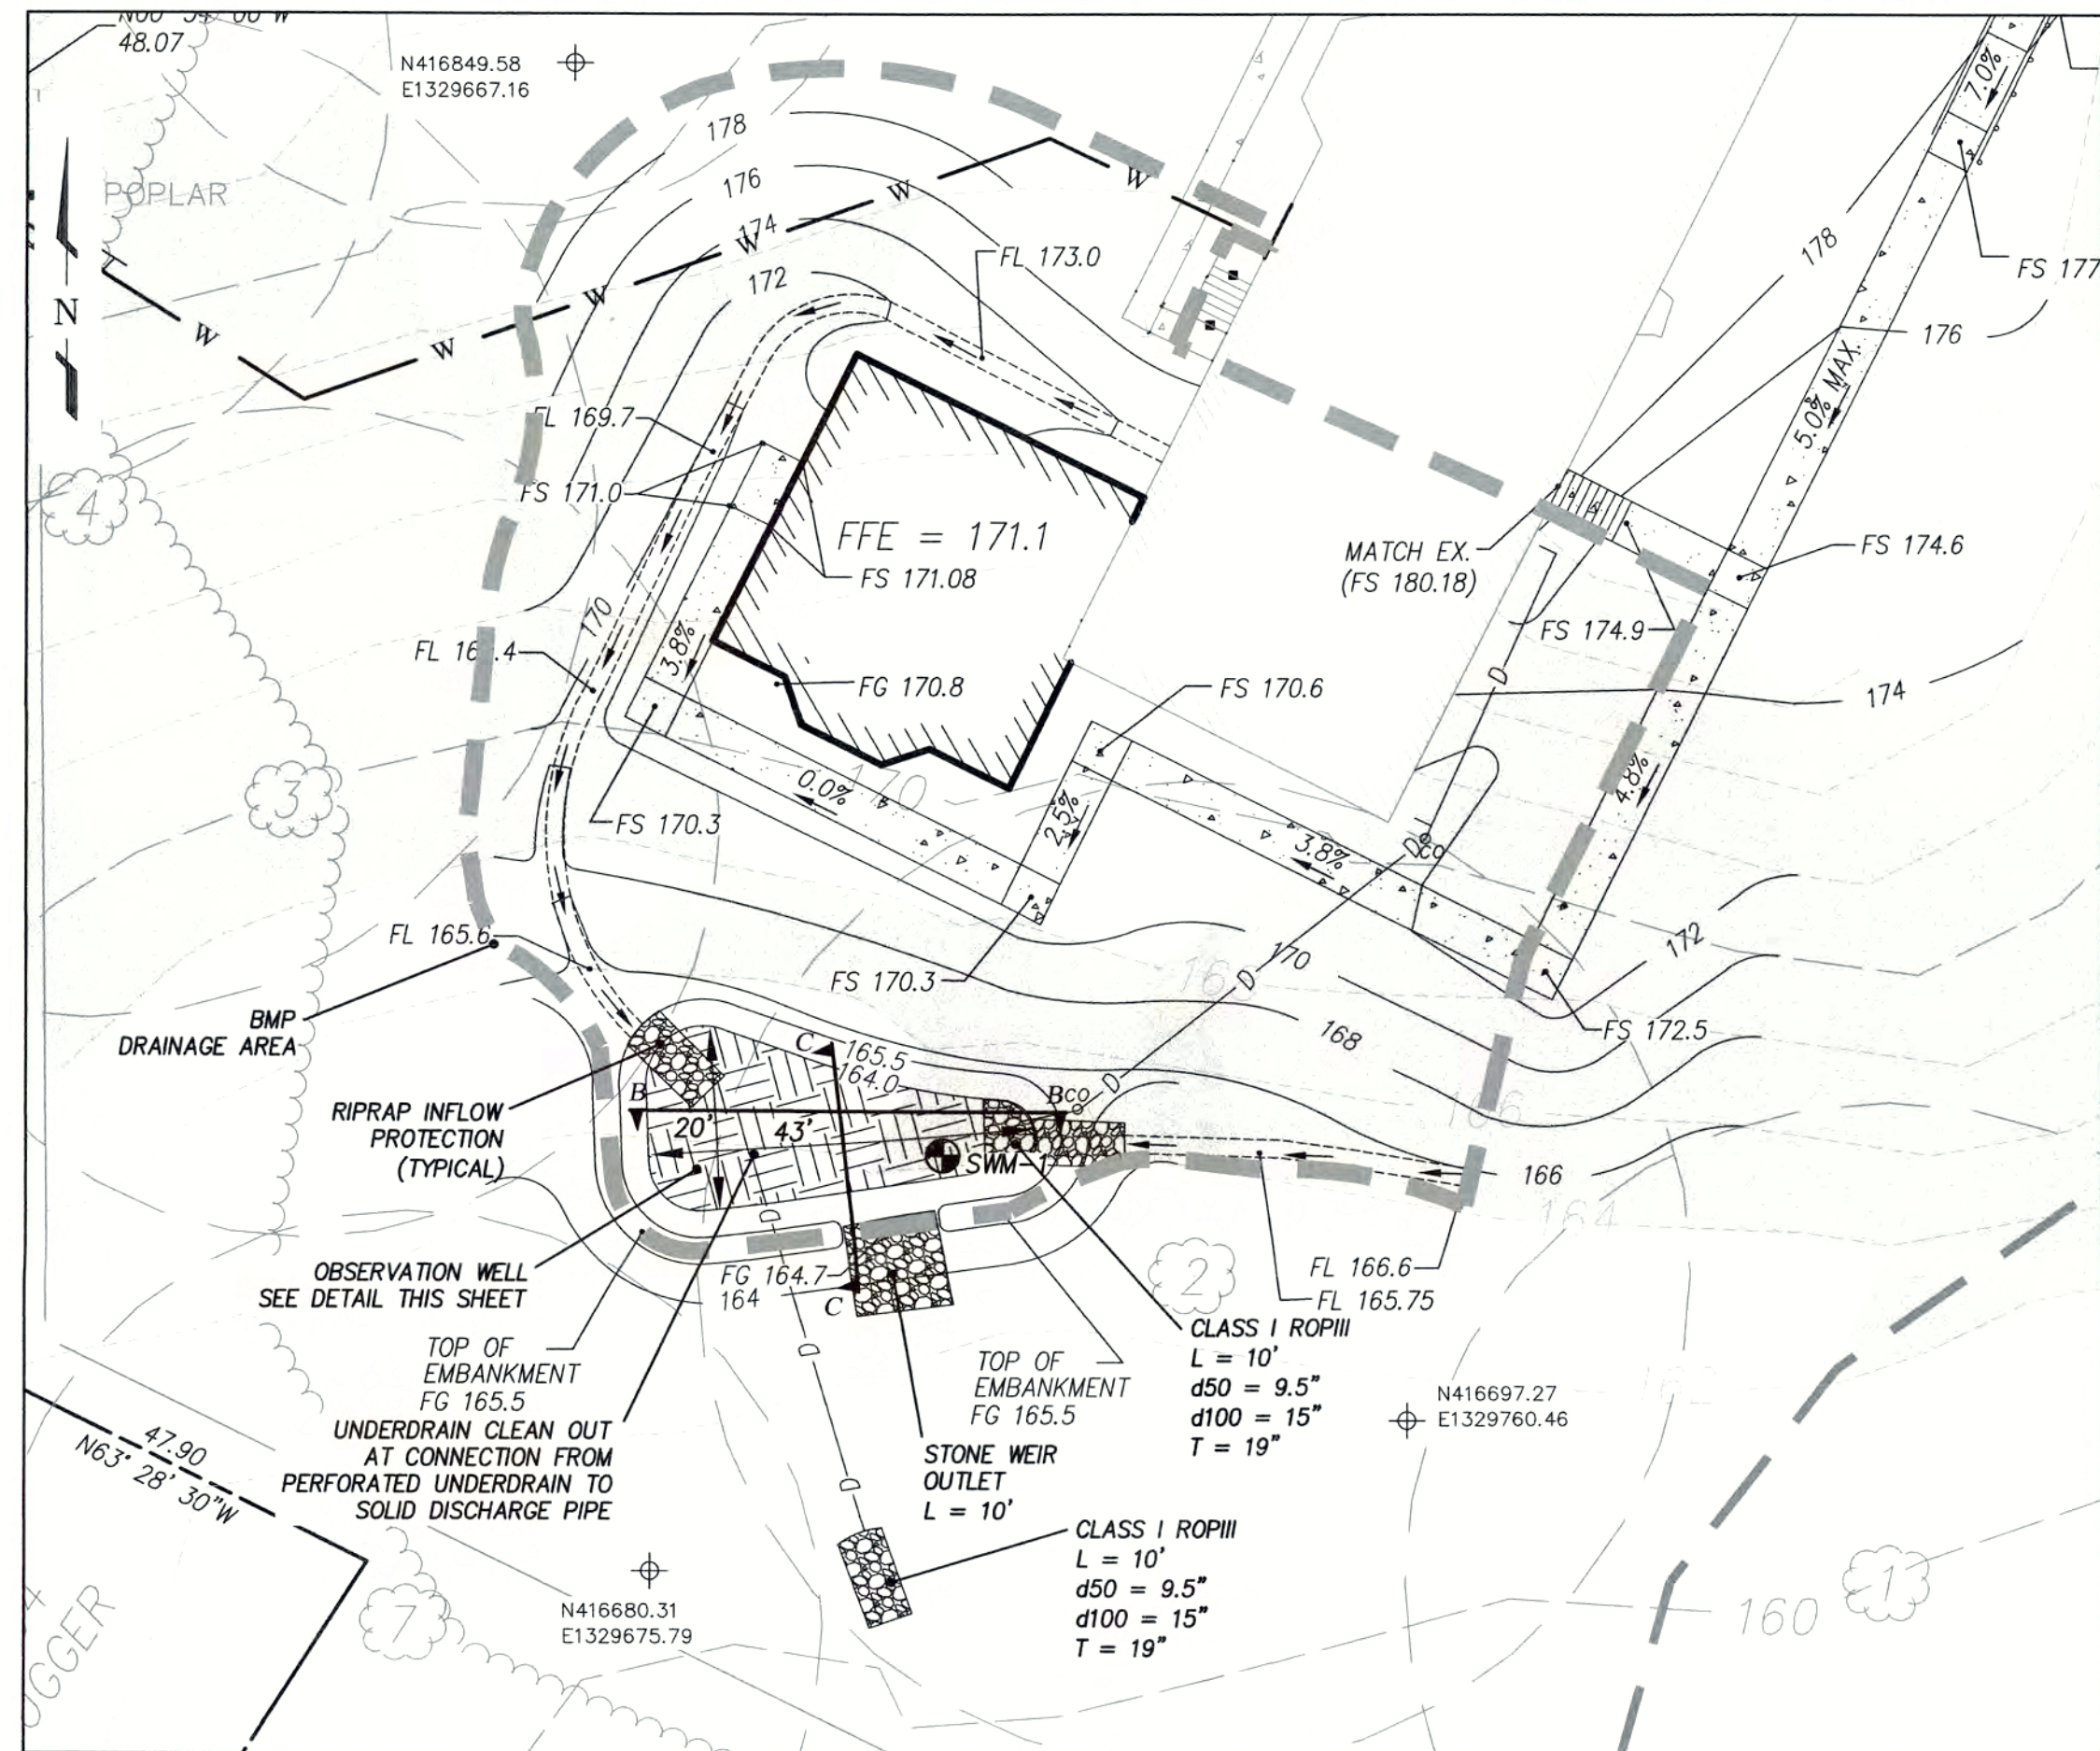 48.07
N416849.58
E1329667.16
7.0%
178
POPLAR
176
W
W
174
W
178
FL 173.0
FS 177
172
W
N
W
W
176
5.0% MAX.
FL 169.7
4
FS 171.0
FFE = 171.1
MATCH EX.
(FS 180.18)
FS 174.6
FS 171.08
170
FS 174.9
FL 16
.4
3.8%
D
FG 170.8
FS 170.6
174
3
0.0%
170
2.5%
4.8%
FS 170.3
3.8%
D
CO
FL 165.6
170
172
FS 170.3
D
BMP
DRAINAGE AREA
168
FS 172.5
C
165.5
164.0
D
RIPRAP INFLOW
PROTECTION
(TYPICAL)
B
B
CO
166
20'
43'
SWM-1
166
D
164
OBSERVATION WELL
SEE DETAIL THIS SHEET
FG 164.7
164
C
2
FL 166.6
FL 165.75
TOP OF
EMBANKMENT
FG 165.5
D
TOP OF
EMBANKMENT
FG 165.5
CLASS I ROPIII
L = 10'
d50 = 9.5"
d100 = 15"
T = 19"
N416697.27
E1329760.46
UNDERDRAIN CLEAN OUT
AT CONNECTION FROM
PERFORATED UNDERDRAIN TO
SOLID DISCHARGE PIPE
47.90
N63° 28' 30"W
STONE WEIR
OUTLET
L = 10'
D
CLASS I ROPIII
L = 10'
d50 = 9.5"
d100 = 15"
T = 19"
N416680.31
E1329675.79
7
1
160